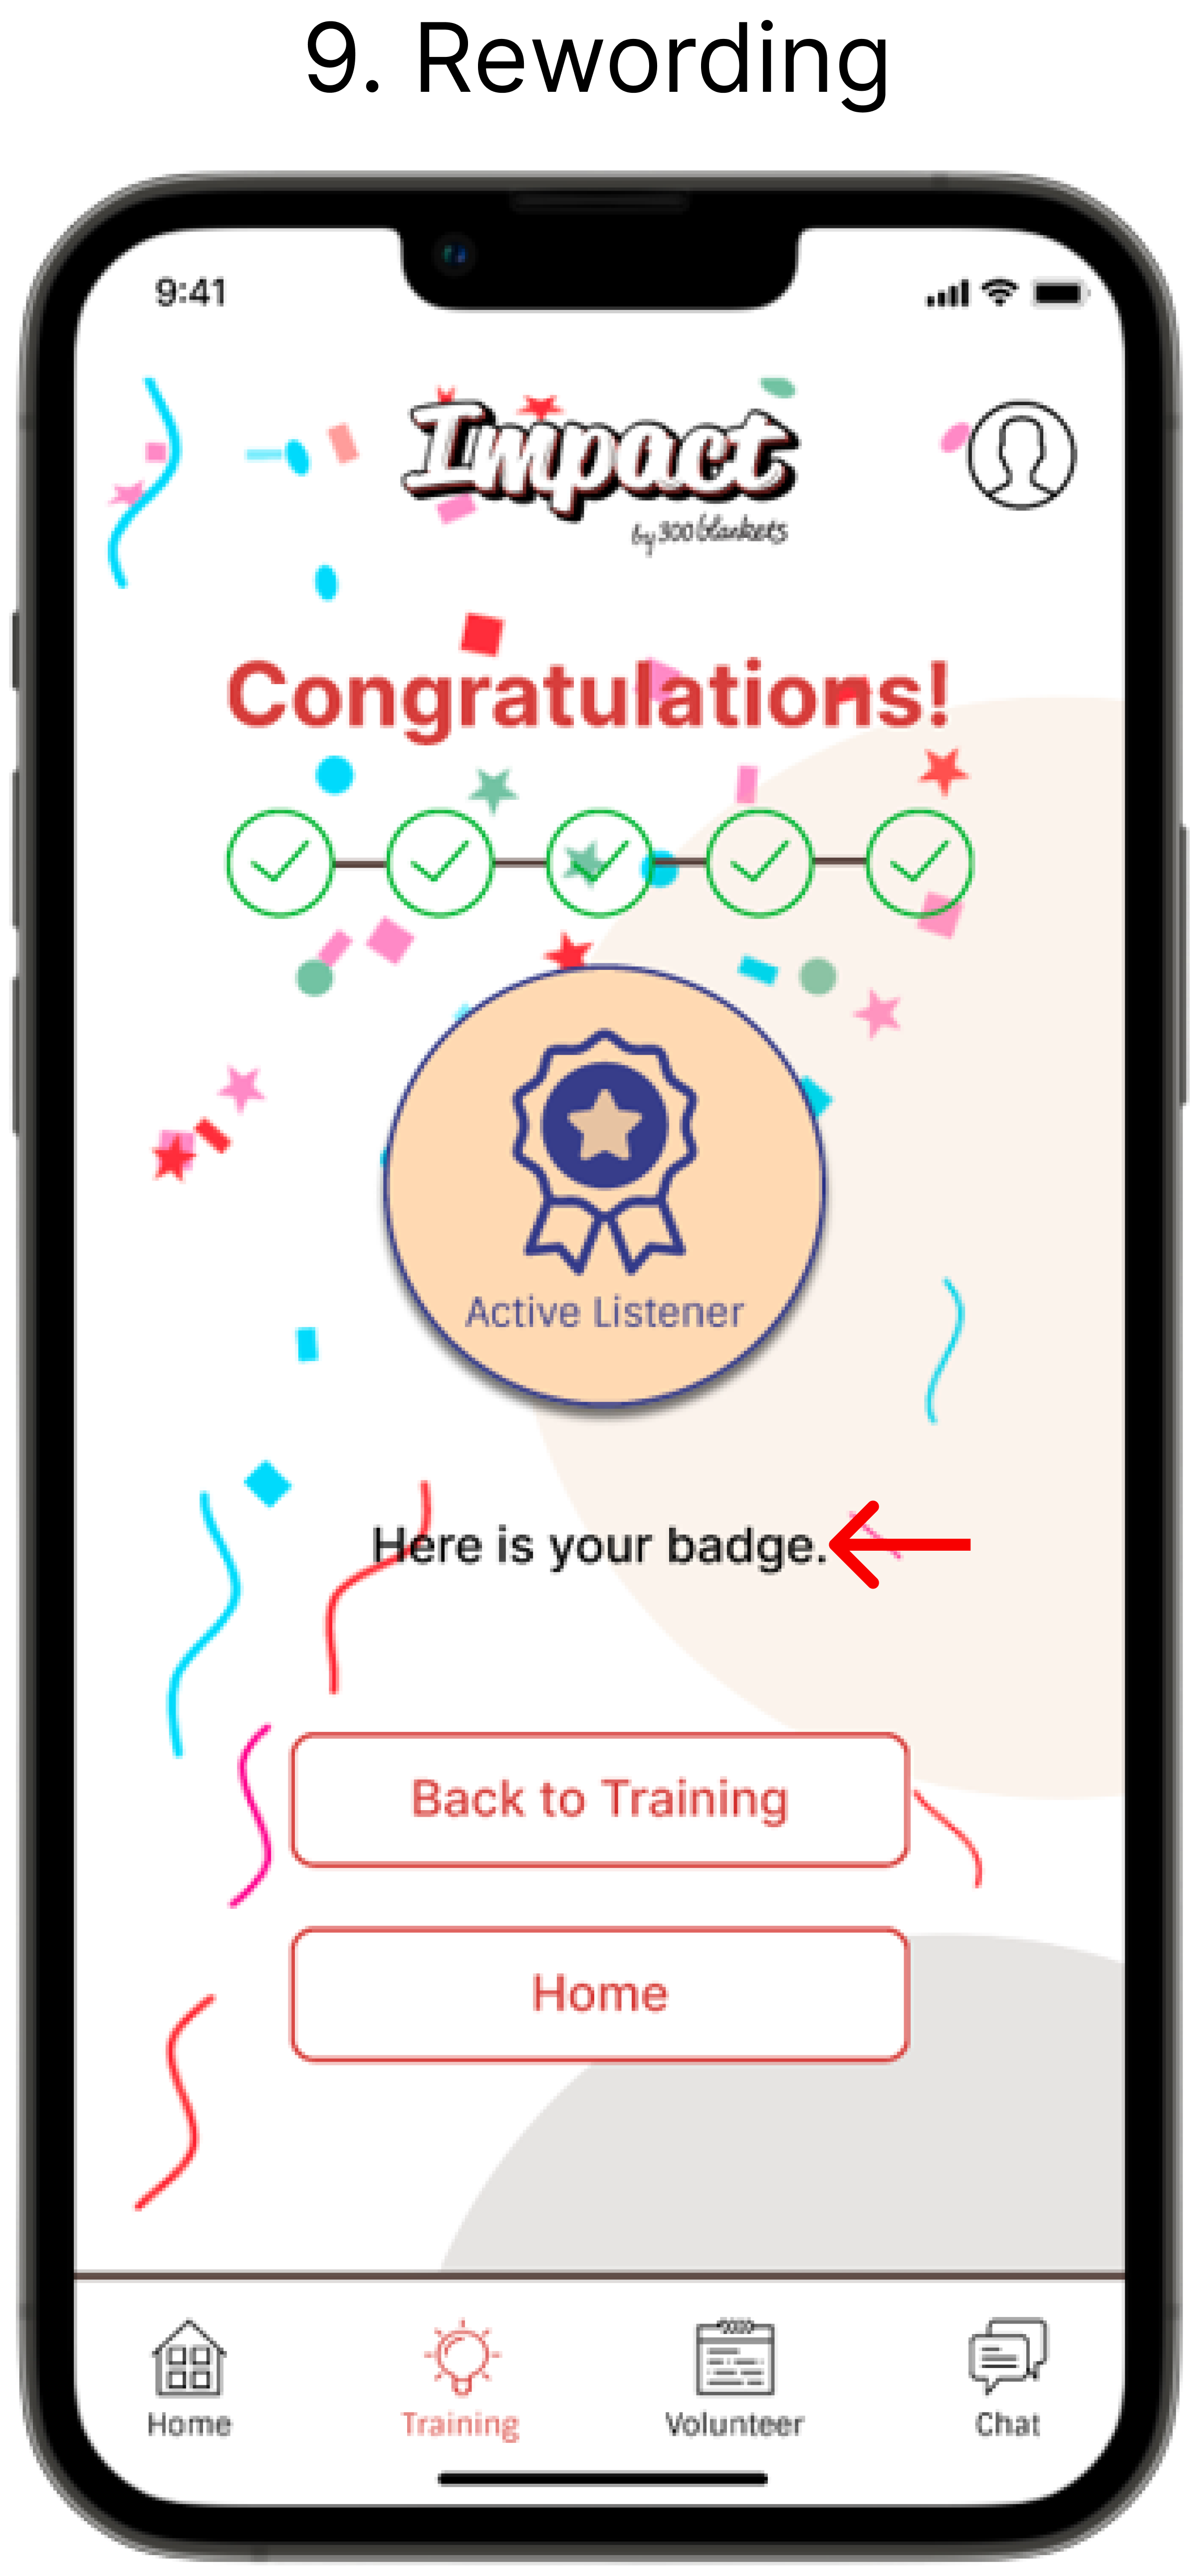 9. Rewording
9:41
Impact
by 300 blankets
Congratulations!
Active Listener
Here is your badge.
Back to Training
Home
Home Training Volunteer Chat